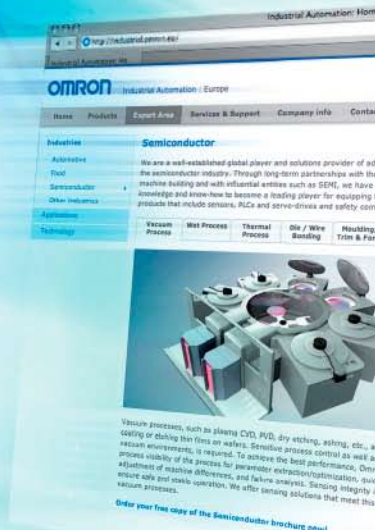 Industrial Automation: Hom
http://industrial.omron.eu/
Industrial Automation: Ho
OMRON Industrial Automation | Europe
Home Products Expert Area Services & Support Company info Contac
Industries
Automotive
Food
Semiconductor
Other Industries
Applications
Technology
Semiconductor
We are a well-established global player and solutions provider of ad
the semiconductor industry. Through long-term partnerships with th
machine building and with influential entities such as SEMI, we have
knowledge and know-how to become a leading player for equipping
products that include sensors, PLCs and servo-drives and safety com
Vacuum Process
Wet Process
Thermal Process
Die / Wire Bonding
Moulding,
Trim & For
Vacuum processes, such as plasma CVD, PVD, dry etching, ashing, etc., a
coating or etching thin films on wafers. Sensitive process control as well a
vacuum environments, is required. To achieve the best performance, Omr
process visibility of the process for parameter extraction/optimization, quic
adjustment of machine differences, and failure analysis. Sensing integrity i
ensure safe and stable operation. We offer sensing solutions that meet this
vacuum processes.
Order your free copy of the Semiconductor brochure now!